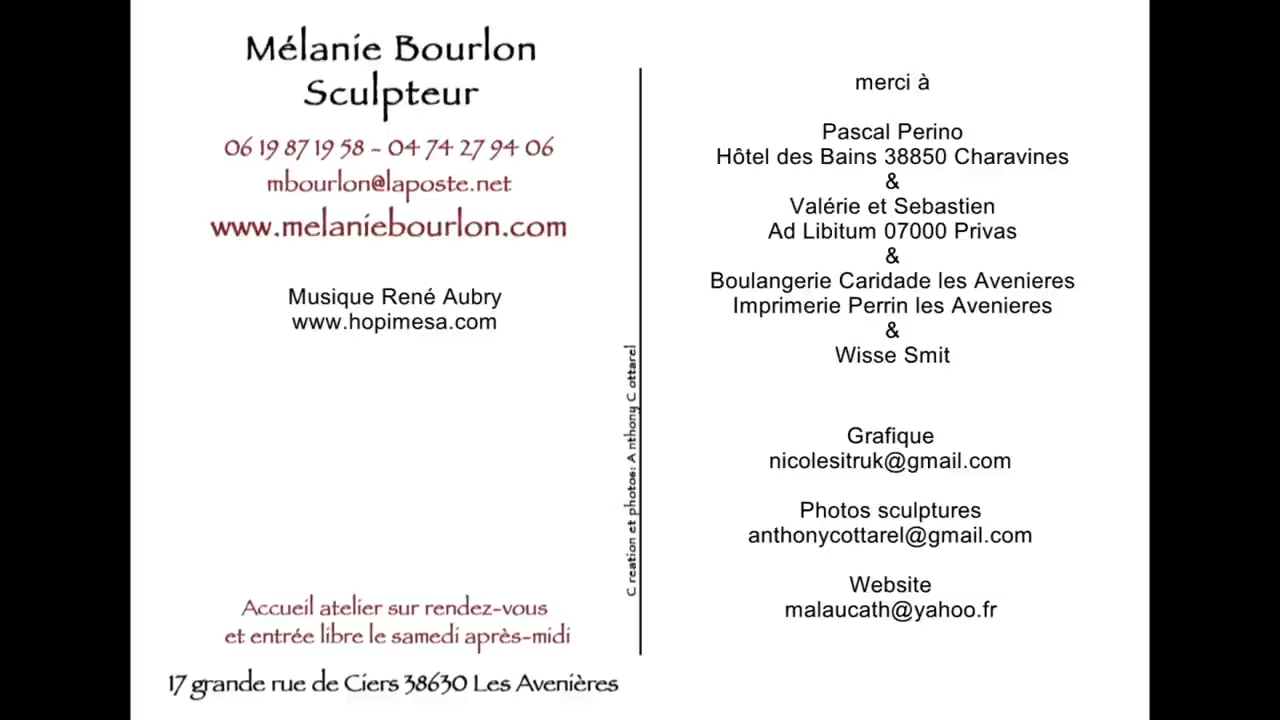 Mélanie Bourlon
Sculpteur
06 19 87 19 58 - 04 74 27 94 06
mbourlon@laposte.net
www.melaniebourlon.com
Musique René Aubry
www.hopimesa.com
Accueil atelier sur rendez-vous
et entrée libre le samedi après-midi
17 grande rue de Ciers 38630 Les Avenières
Creation et photos: Anthony Cottarel
merci à
Pascal Perino
Hôtel des Bains 38850 Charavines
&
Valérie et Sebastien
Ad Libitum 07000 Privas
&
Boulangerie Caridade les Avenieres
Imprimerie Perrin les Avenieres
&
Wisse Smit
Grafique
nicolesitruk@gmail.com
Photos sculptures
anthonycottarel@gmail.com
Website
malaucath@yahoo.fr